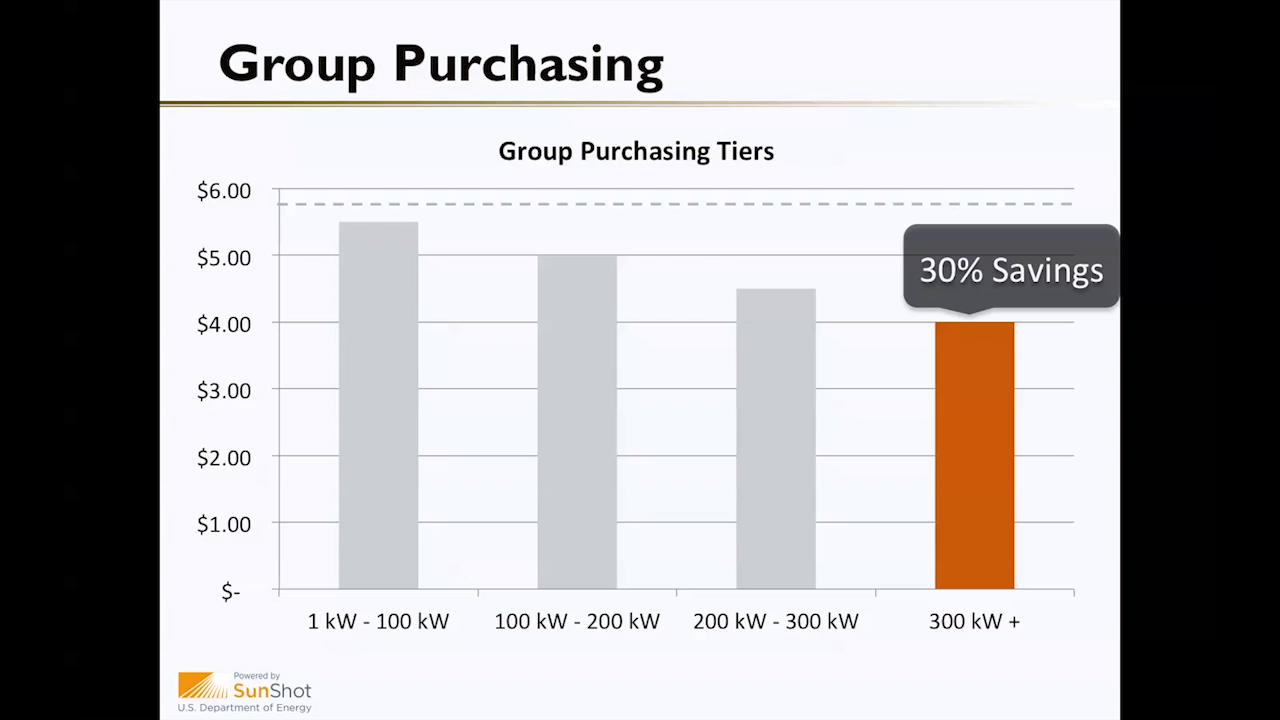 Group Purchasing
Group Purchasing Tiers
$6.00
$5.00
30% Savings
$4.00
$3.00
$2.00
$1.00
$-
1 kW - 100 kW
100 kW - 200 kW
200 kW - 300 kW
300 kW +
Powered by
SunShot
U.S. Department of Energy